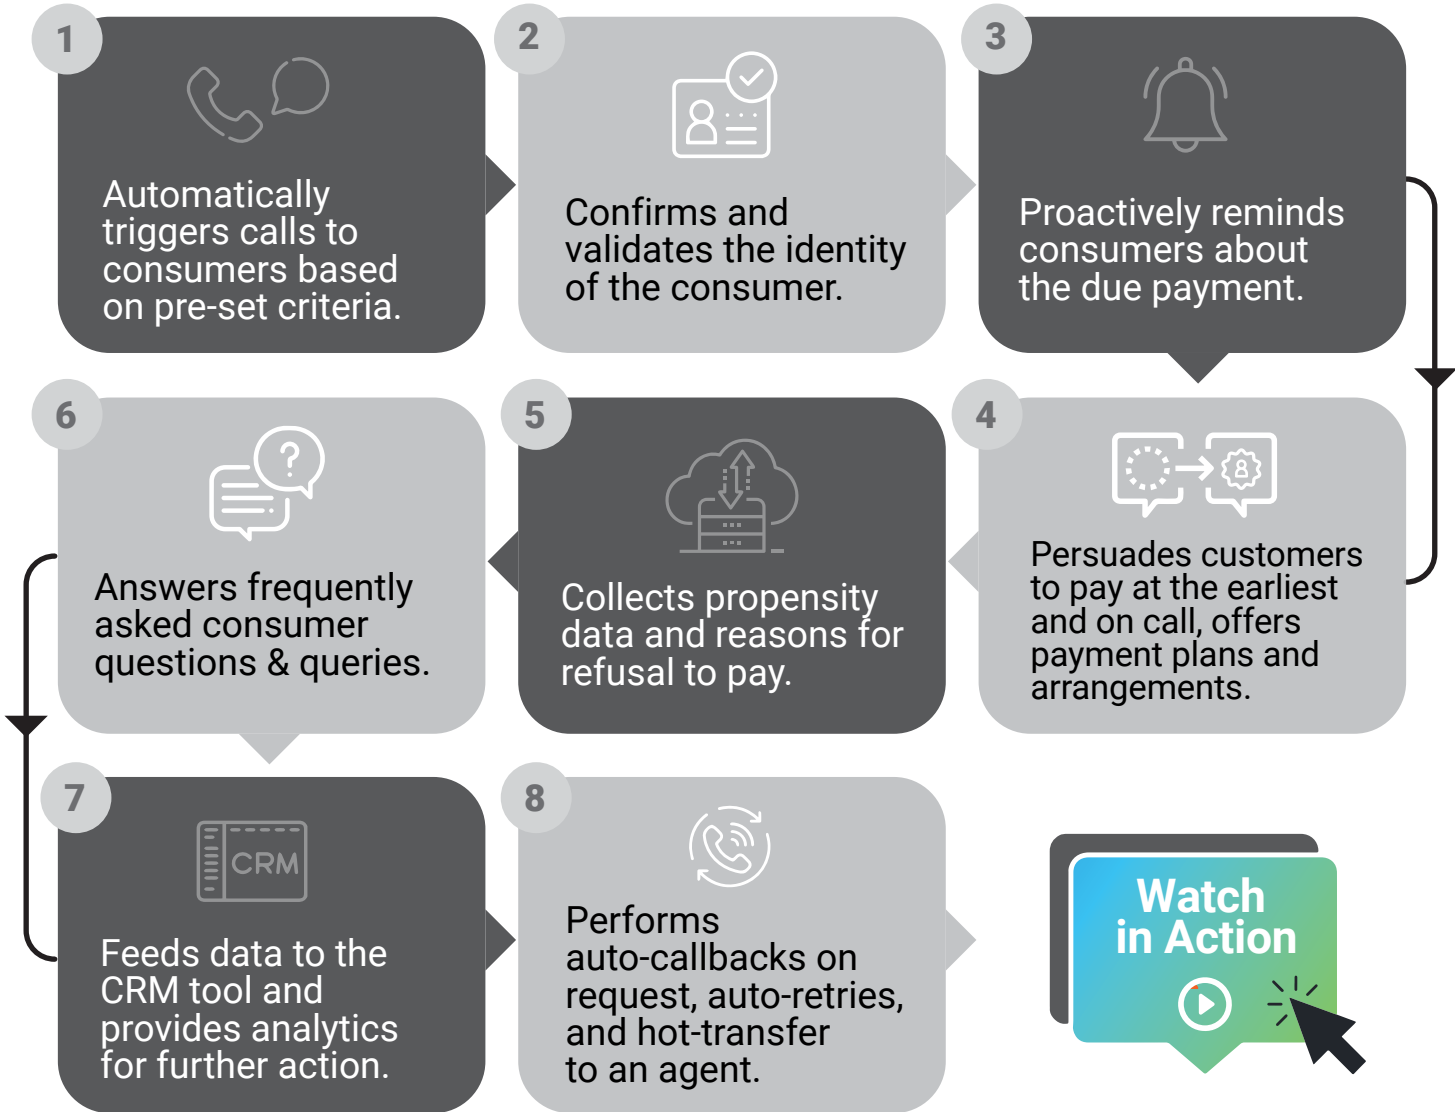 1
Automatically
triggers calls to
consumers based
on pre-set criteria.
2
Confirms and
validates the identity
of the consumer.
3
Proactively reminds
consumers about
the due payment.
4
Persuades customers
to pay at the earliest
and on call, offers
payment plans and
arrangements.
5
Collects propensity
data and reasons for
refusal to pay.
6
?
Answers frequently
asked consumer
questions & queries.
7
CRM
Feeds data to the
CRM tool and
provides analytics
for further action.
8
Performs
auto-callbacks on
request, auto-retries,
and hot-transfer
to an agent.
Watch
in Action